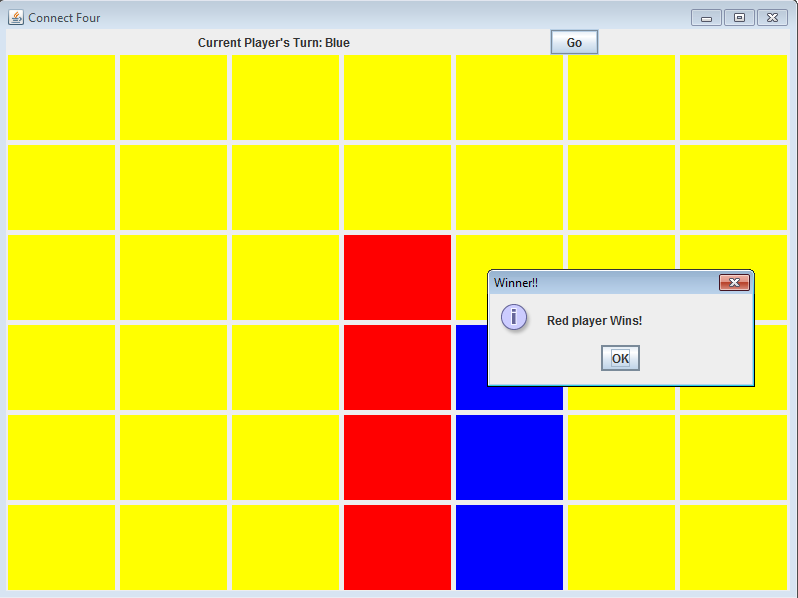 Connect Four
Current Player's Turn: Blue
Go
Winner!!
Red player Wins!
OK